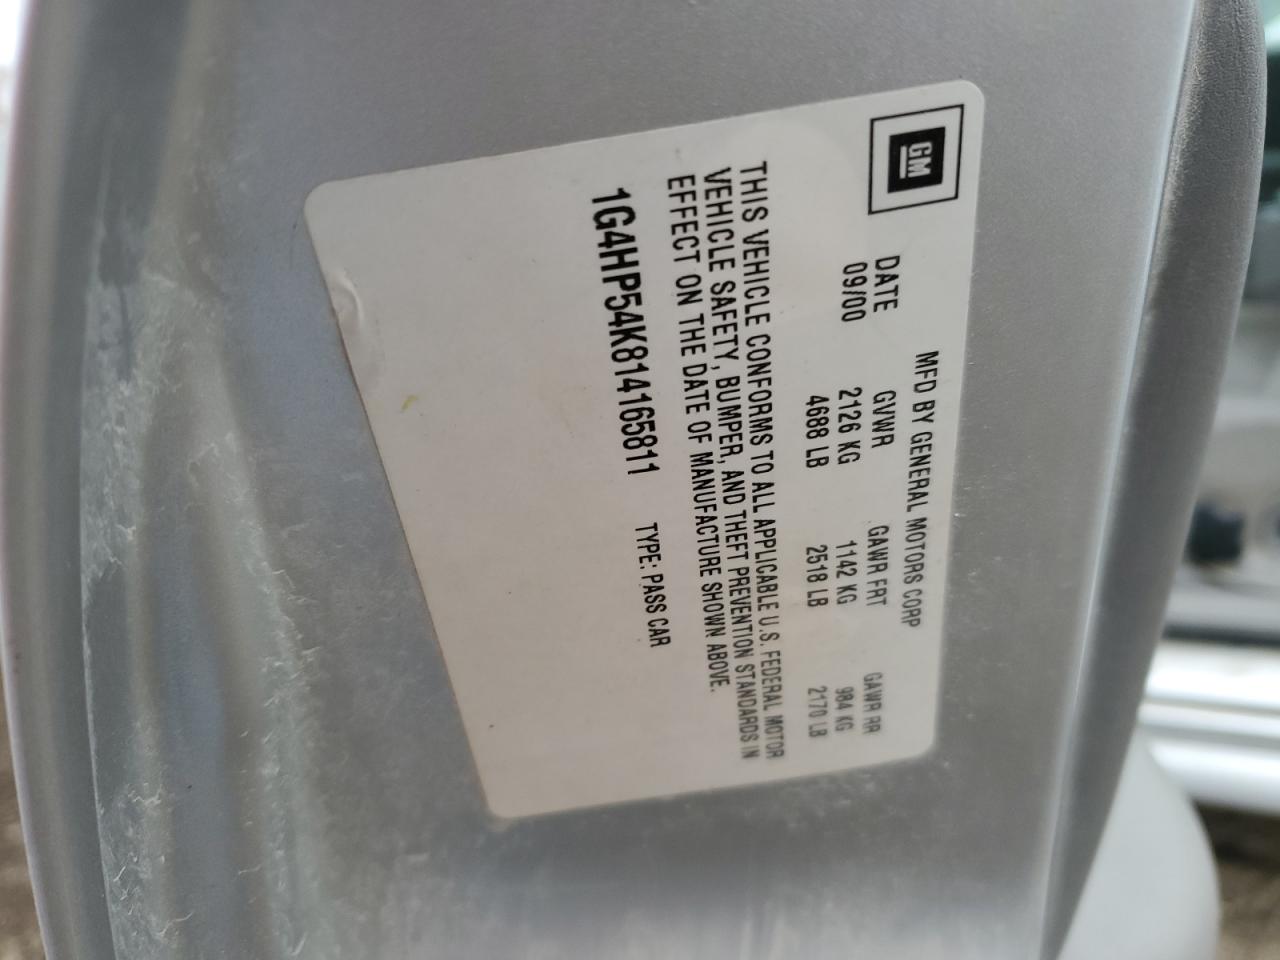 GM
MFD BY GENERAL MOTORS CORP
DATE GVWR GAWR FRT GAWR RR
09/00 2126 KG 1142 KG 984 KG
4688 LB 2518 LB 2170 LB
THIS VEHICLE CONFORMS TO ALL APPLICABLE U.S. FEDERAL MOTOR
VEHICLE SAFETY, BUMPER, AND THEFT PREVENTION STANDARDS IN
EFFECT ON THE DATE OF MANUFACTURE SHOWN ABOVE.
1G4HP54K814165811 TYPE: PASS CAR